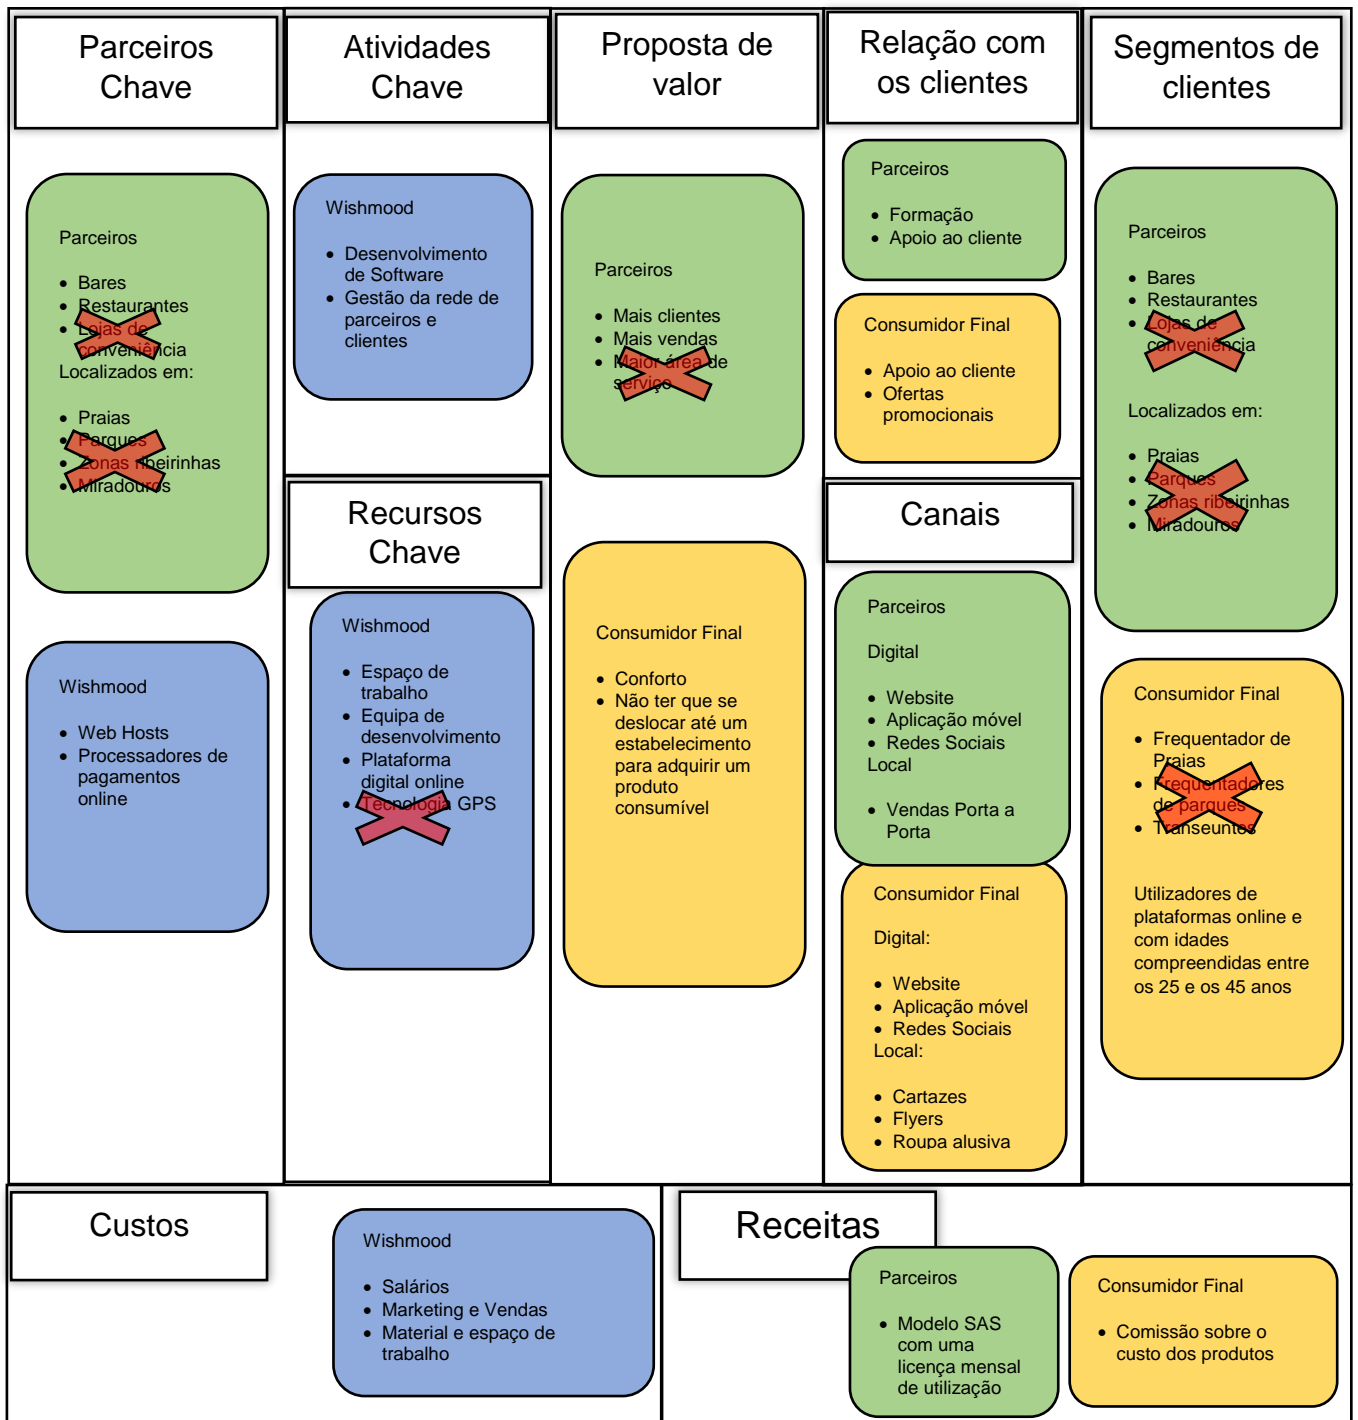 Parceiros
Chave
Parceiros
• Bares
• Restaurantes
• Lojas de
conveniência
Localizados em:
• Praias
• Parques
• Zonas ribeirinhas
• Miradouros
Wishmood
• Web Hosts
• Processadores de
pagamentos
online
Atividades
Chave
Wishmood
• Desenvolvimento
de Software
• Gestão da rede de
parceiros e
clientes
Recursos
Chave
Wishmood
• Espaço de
trabalho
• Equipa de
desenvolvimento
• Plataforma
digital online
• Tecnologia GPS
Proposta de
valor
Parceiros
• Mais clientes
• Mais vendas
• Maior área de
serviço
Consumidor Final
• Conforto
• Não ter que se
deslocar até um
estabelecimento
para adquirir um
produto
consumível
Relação com
os clientes
Parceiros
• Formação
• Apoio ao cliente
Consumidor Final
• Apoio ao cliente
• Ofertas
promocionais
Canais
Parceiros
Digital
• Website
• Aplicação móvel
• Redes Sociais
Local
• Vendas Porta a
Porta
Consumidor Final
Digital:
• Website
• Aplicação móvel
• Redes Sociais
Local:
• Cartazes
• Flyers
• Roupa alusiva
Segmentos de
clientes
Parceiros
• Bares
• Restaurantes
• Lojas de
conveniência
Localizados em:
• Praias
• Parques
• Zonas ribeirinhas
• Miradouros
Consumidor Final
• Frequentador de
Praias
• Frequentadores
de parques
• Transeuntes
Utilizadores de
plataformas online e
com idades
compreendidas entre
os 25 e os 45 anos
Custos
Wishmood
• Salários
• Marketing e Vendas
• Material e espaço de
trabalho
Receitas
Parceiros
• Modelo SAS
com uma
licença mensal
de utilização
Consumidor Final
• Comissão sobre o
custo dos produtos